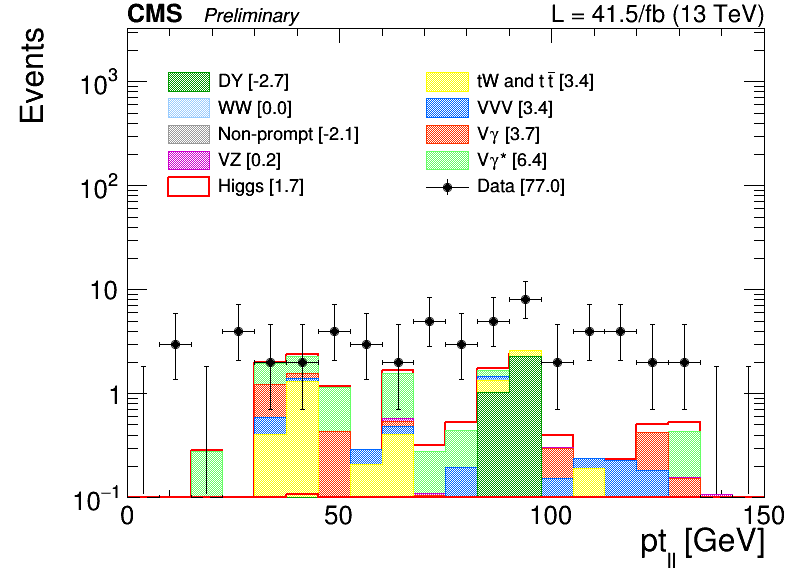 CMS Preliminary L = 41.5/fb (13 TeV)
Events
10³
10²
10
1
10⁻¹
DY [-2.7]
WW [0.0]
Non-prompt [-2.1]
VZ [0.2]
Higgs [1.7]
tW and tt̅ [3.4]
VVV [3.4]
Vγ [3.7]
Vγ* [6.4]
Data [77.0]
0 50 100 150
pt_ll [GeV]